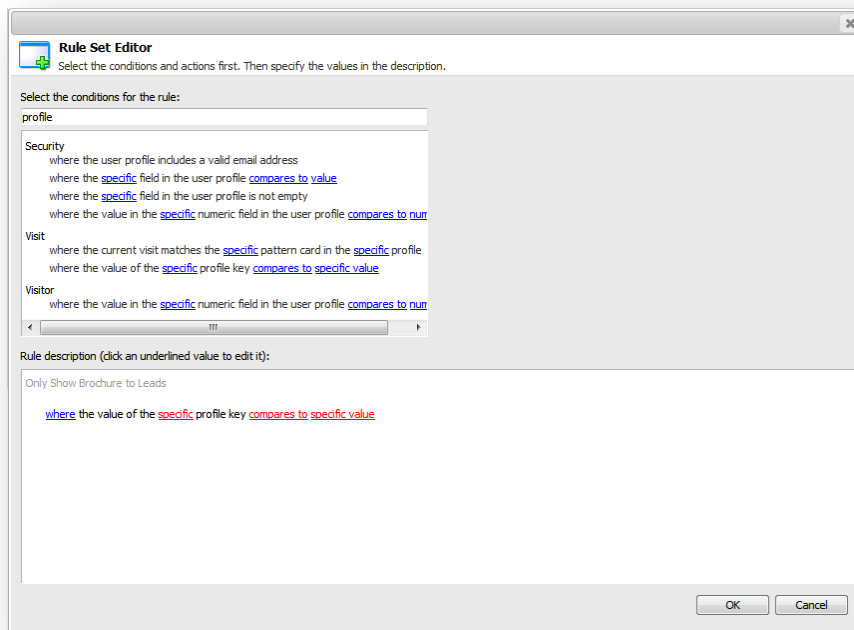 Rule Set Editor
Select the conditions and actions first. Then specify the values in the description.
Select the conditions for the rule:
profile
Security
where the user profile includes a valid email address
where the specific field in the user profile compares to value
where the specific field in the user profile is not empty
where the value in the specific numeric field in the user profile compares to num
Visit
where the current visit matches the specific pattern card in the specific profile
where the value of the specific profile key compares to specific value
Visitor
where the value in the specific numeric field in the user profile compares to num
Rule description (click an underlined value to edit it):
Only Show Brochure to Leads
where the value of the specific profile key compares to specific value
OK
Cancel